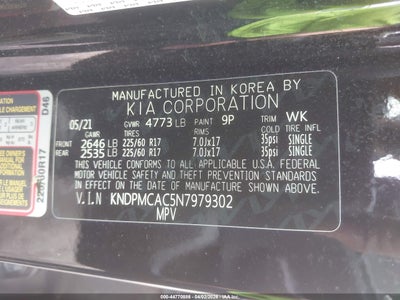 MANUFACTURED IN KOREA BY
KIA CORPORATION
05/21 GVWR 4773 LB PAINT 9P TRIM WK
GAWR TIRES RIMS COLD TIRE INFL
FRONT 2646 LB 225/60 R17 7.0Jx17 35psi SINGLE
REAR 2535 LB 225/60 R17 7.0Jx17 35psi SINGLE
THIS VEHICLE CONFORMS TO ALL APPLICABLE U.S.A. FEDERAL
MOTOR VEHICLE SAFETY, BUMPER, AND THEFT PREVENTION
STANDARDS IN EFFECT ON THE DATE OF MANUFACTURE SHOWN ABOVE.
V.I.N KNDPMCAC5N7979302
MPV
D46